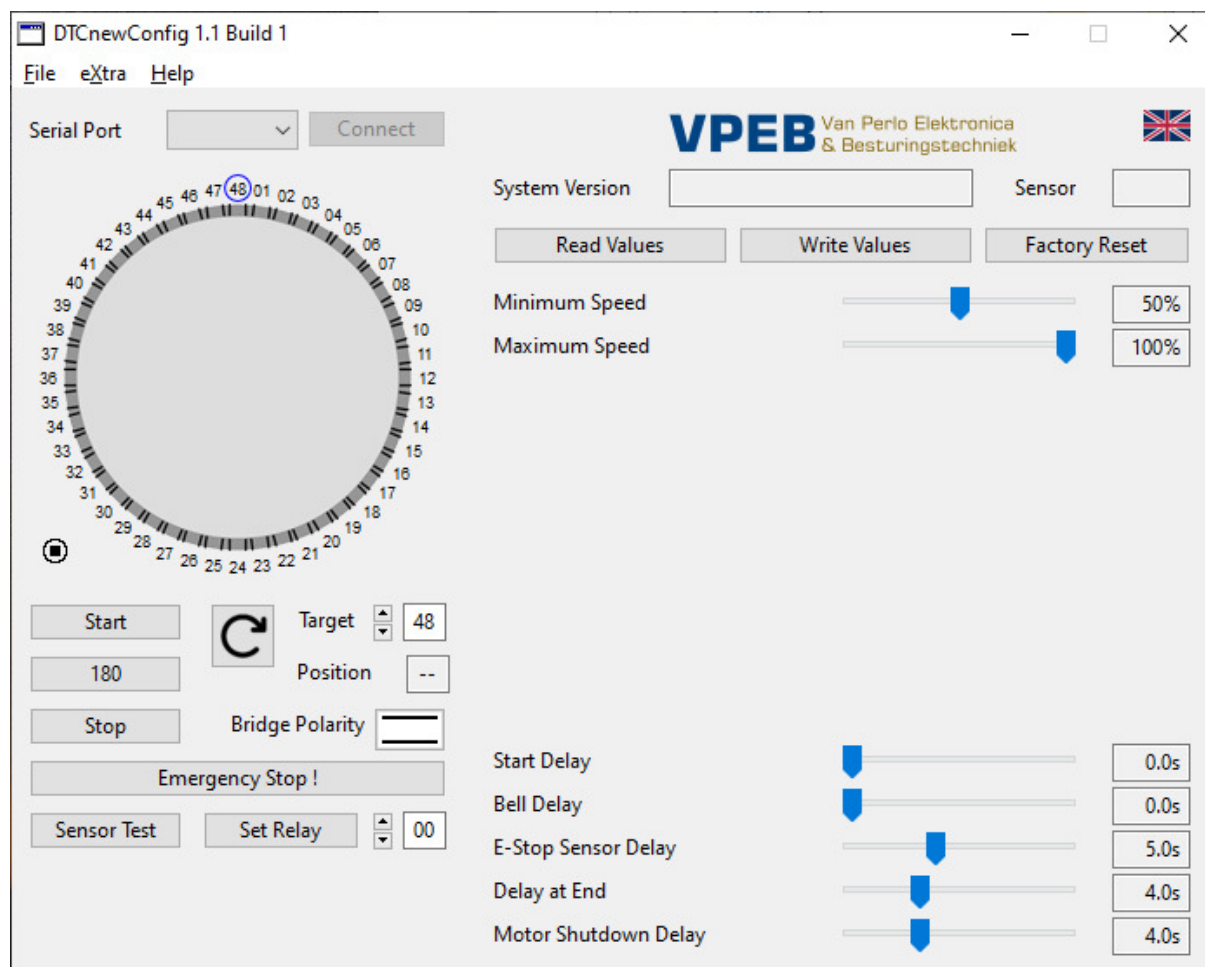 DTCnewConfig 1.1 Build 1
File eXtra Help
Serial Port Connect
VPEB Van Perlo Elektronica
& Besturingstechniek
System Version Sensor
Read Values Write Values Factory Reset
Minimum Speed 50%
Maximum Speed 100%
48 01 02 03 04 05 06 07 08 09 10 11 12 13 14 15 16 17 18 19 20 21 22 23 24 25 26 27 28 29 30 31 32 33 34 35 36 37 38 39 40 41 42 43 44 45 46 47
Start Target 48
180 Position --
Stop Bridge Polarity
Emergency Stop !
Sensor Test Set Relay 00
Start Delay 0.0s
Bell Delay 0.0s
E-Stop Sensor Delay 5.0s
Delay at End 4.0s
Motor Shutdown Delay 4.0s